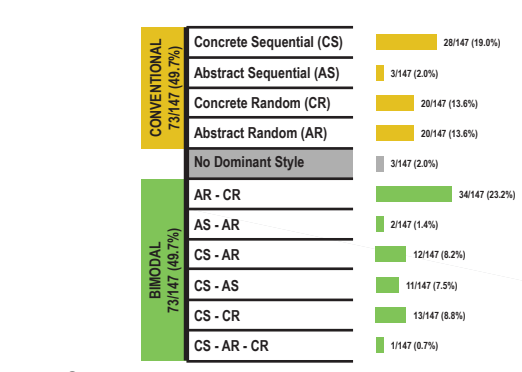 CONVENTIONAL
73/147 (49.7%)
Concrete Sequential (CS) 28/147 (19.0%)
Abstract Sequential (AS) 3/147 (2.0%)
Concrete Random (CR) 20/147 (13.6%)
Abstract Random (AR) 20/147 (13.6%)
No Dominant Style 3/147 (2.0%)
BIMODAL
73/147 (49.7%)
AR - CR 34/147 (23.2%)
AS - AR 2/147 (1.4%)
CS - AR 12/147 (8.2%)
CS - AS 11/147 (7.5%)
CS - CR 13/147 (8.8%)
CS - AR - CR 1/147 (0.7%)